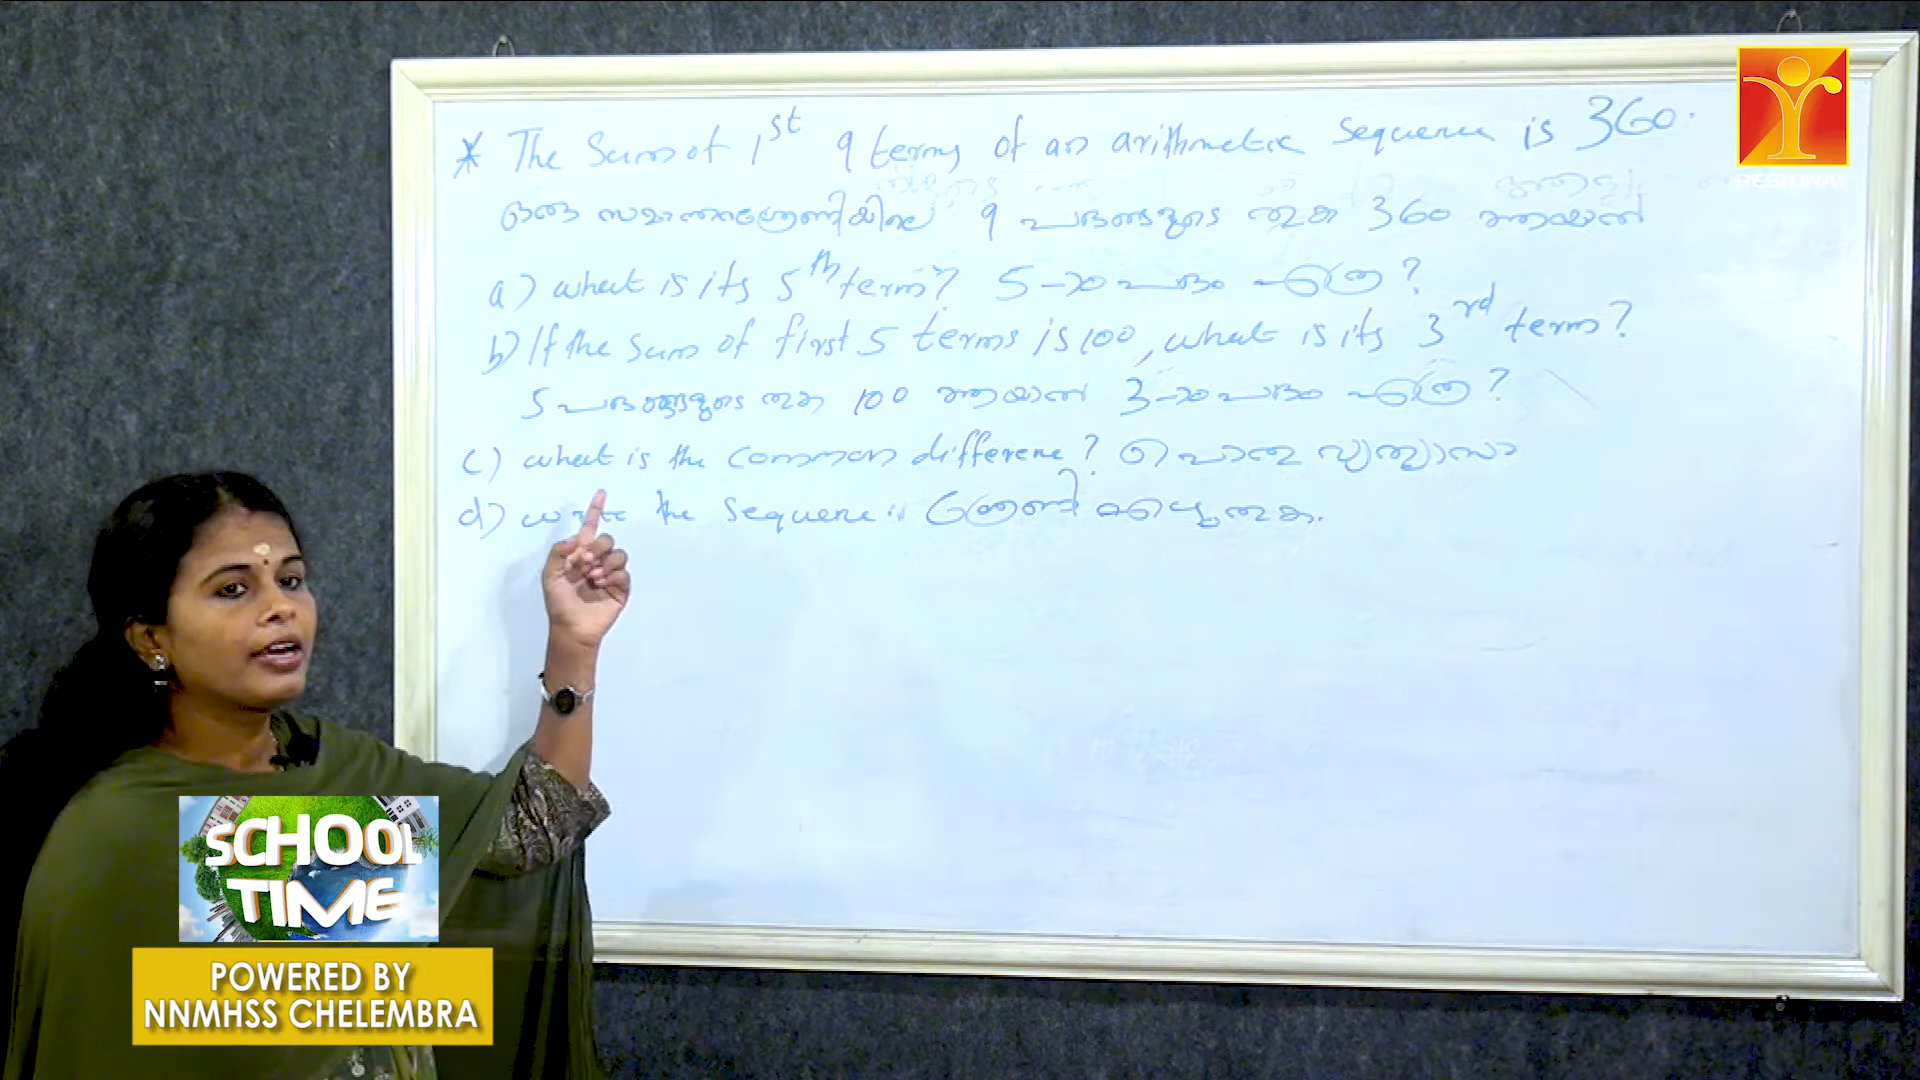 * The Sum of 1st 9 terms of an arithmetic sequence is 360.
ഒരു സമാന്തരശ്രേണിയിലെ 9 പദങ്ങളുടെ തുക 360 ആയാൽ
a) what is its 5th term? 5-ാം പദം എത്ര?
b) If the sum of first 5 terms is 100, what is its 3rd term?
5 പദങ്ങളുടെ തുക 100 ആയാൽ 3-ാം പദം എത്ര?
c) what is the common difference? പൊതു വ്യത്യാസം
d) write the sequence ശ്രേണി എഴുതുക.
REGIONAL
SCHOOL
TIME
POWERED BY
NNMHSS CHELEMBRA